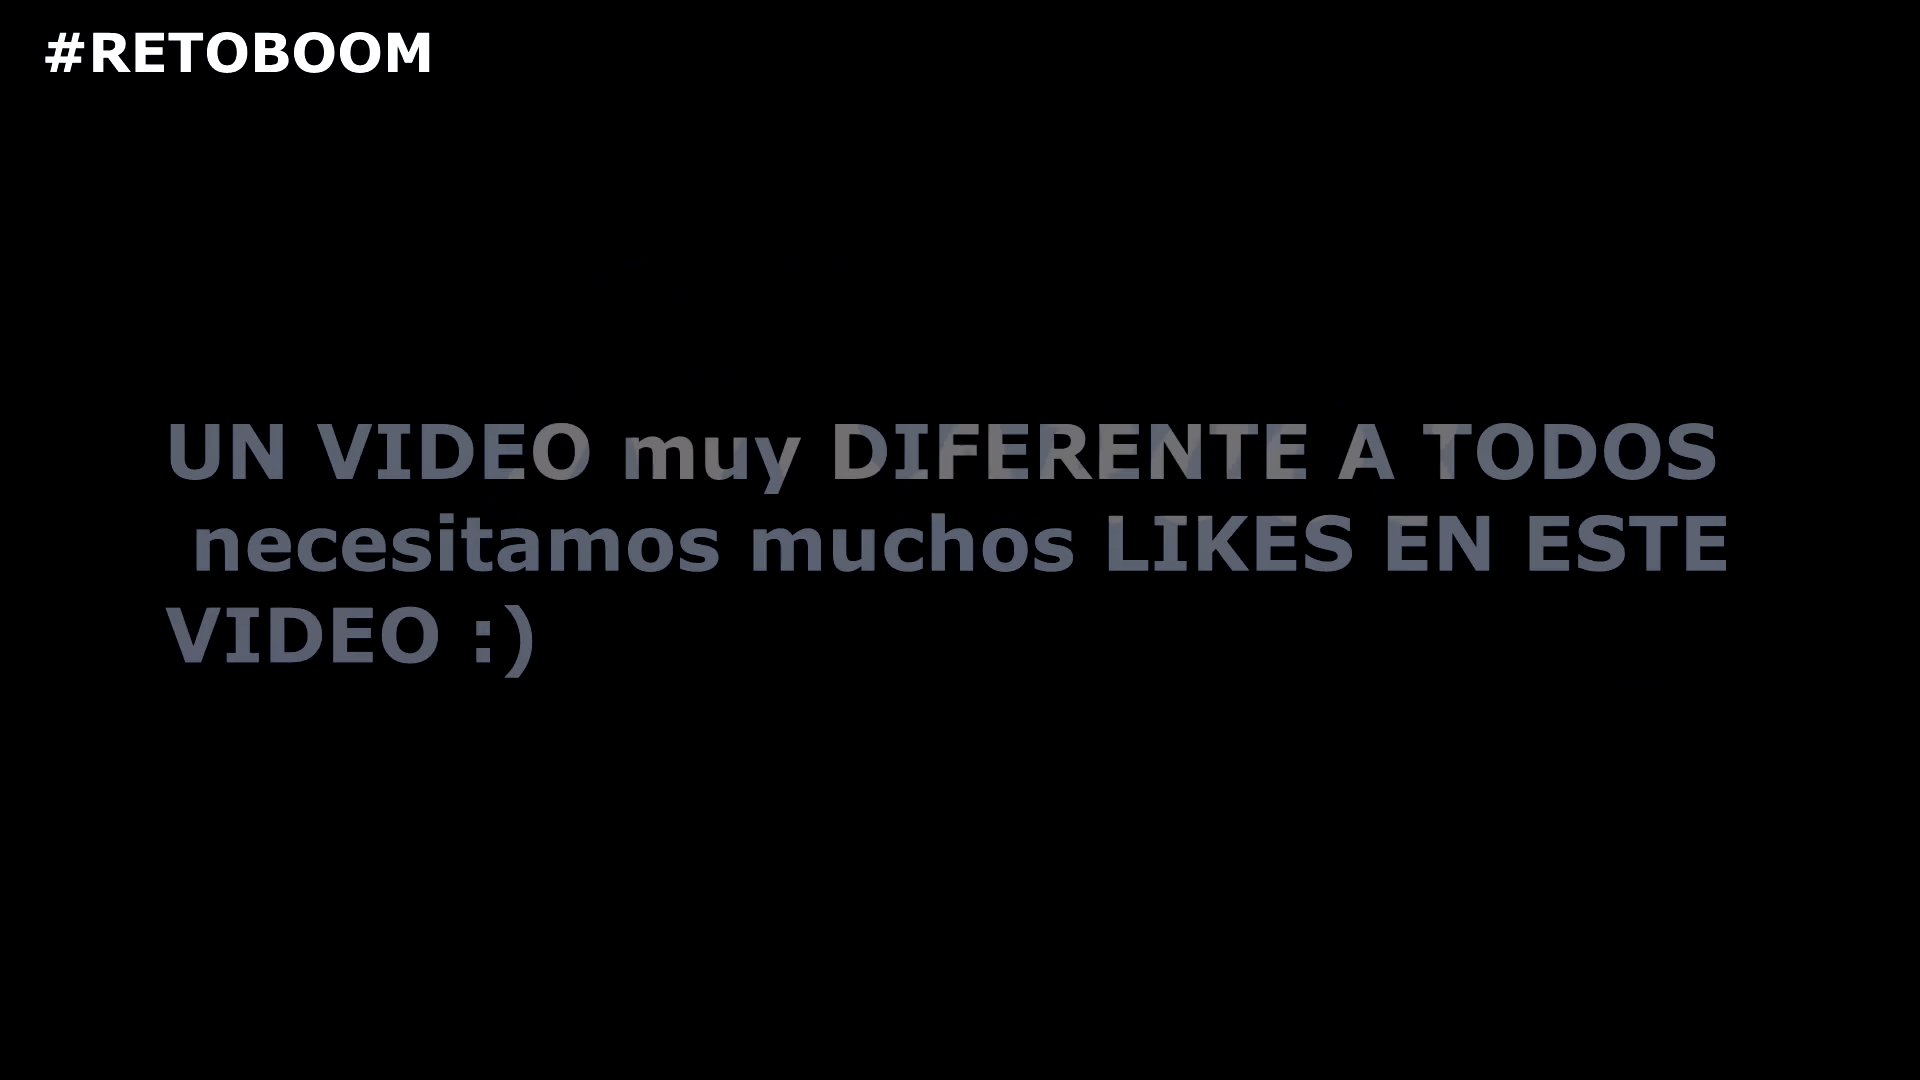 #RETOBOOM
UN VIDEO muy DIFERENTE A TODOS
necesitamos muchos LIKES EN ESTE
VIDEO :)